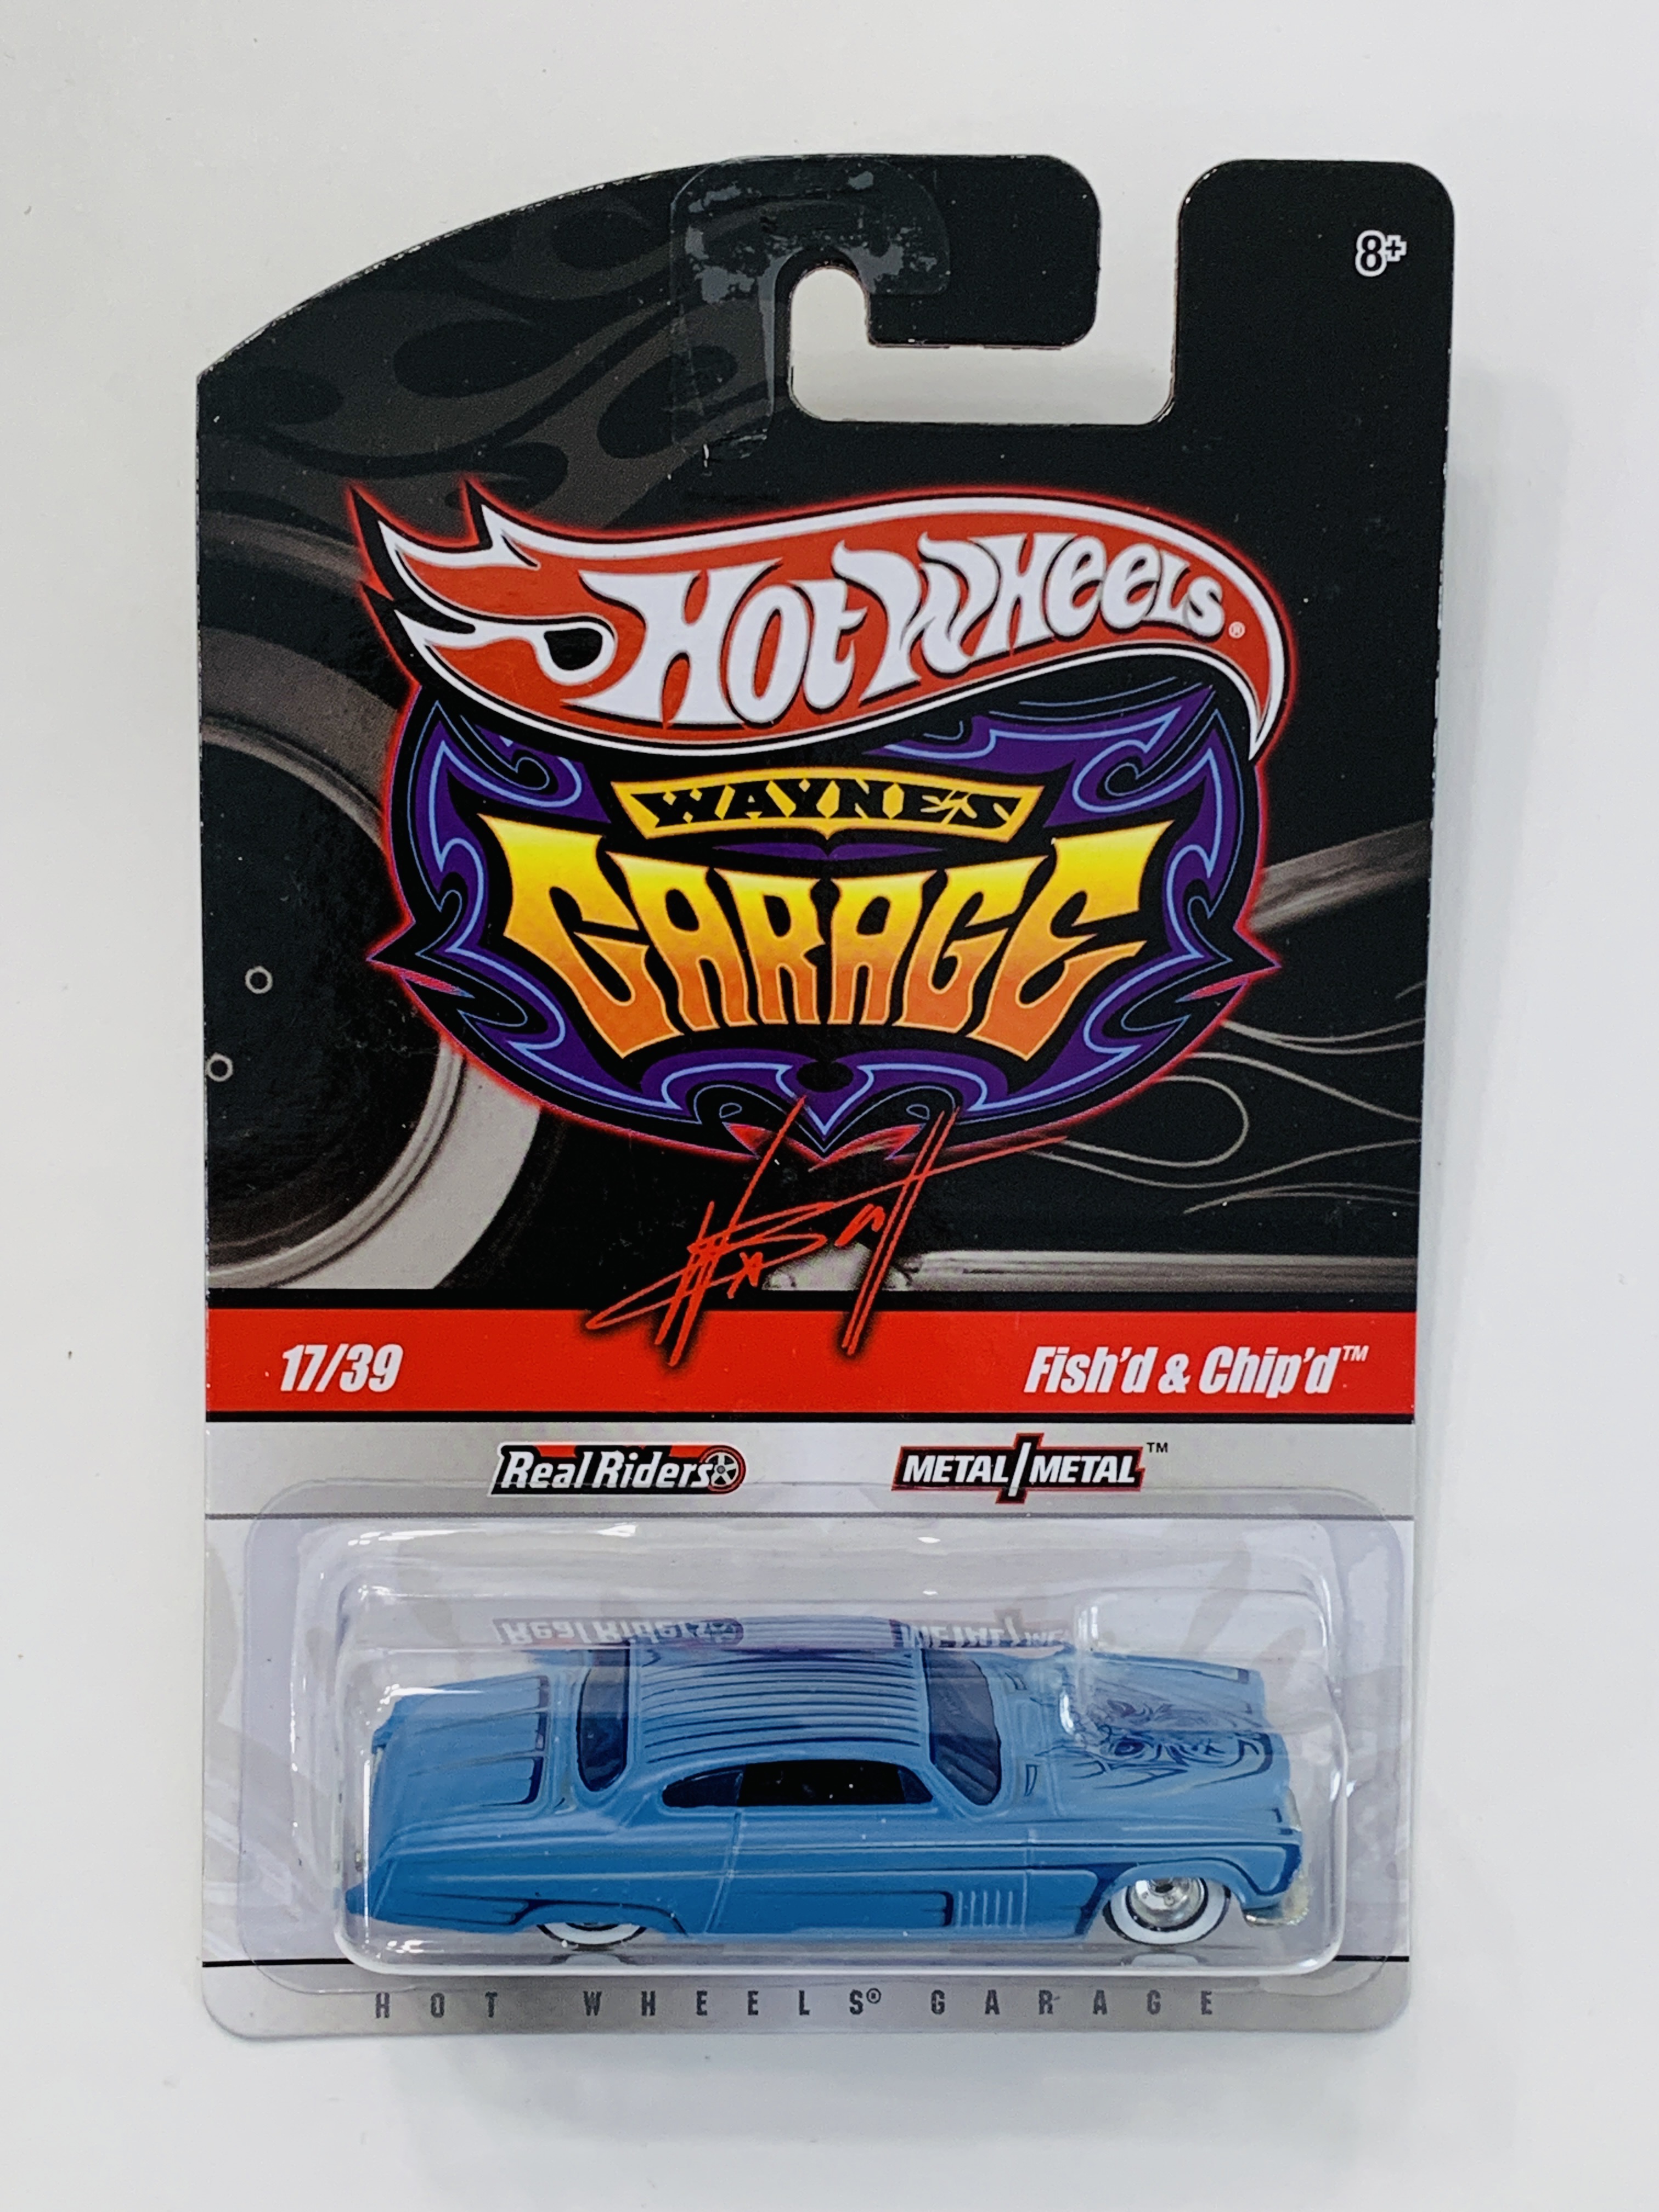 8+
HOT WHEELS®
WAYNE'S
GARAGE
17/39
Fish'd & Chip'd™
Real Riders
METAL/METAL™
HOT WHEELS® GARAGE